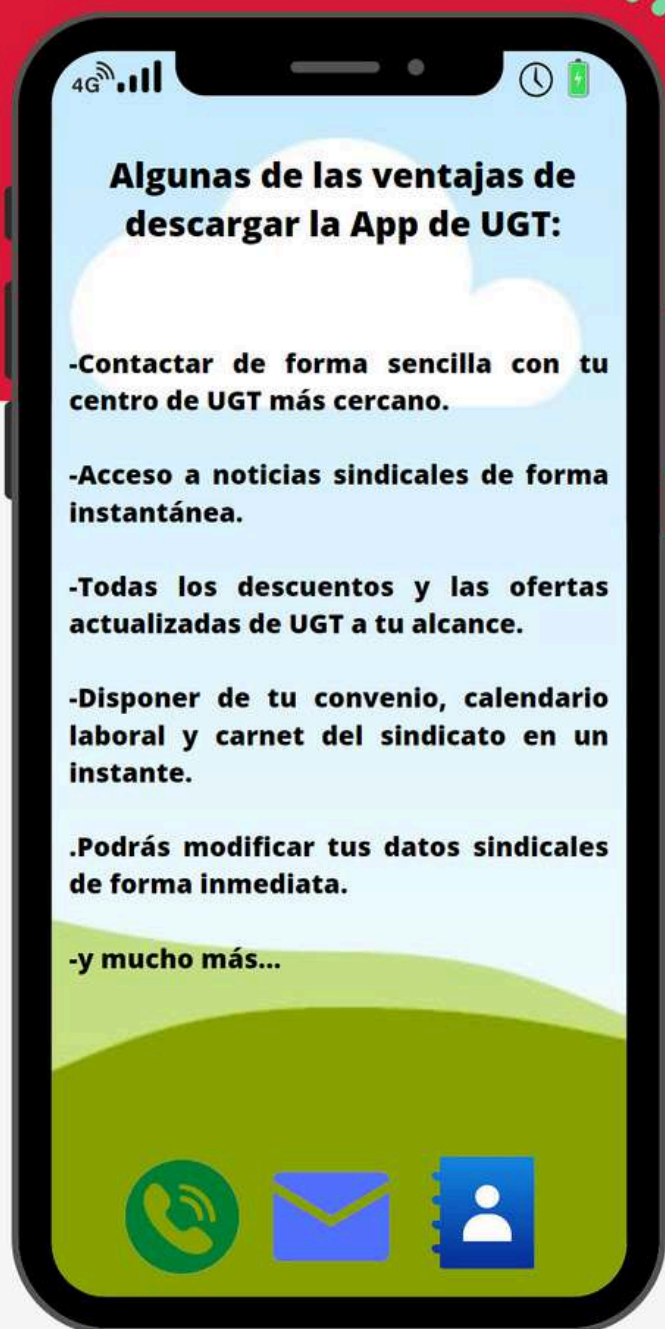 4G
Algunas de las ventajas de
descargar la App de UGT:
-Contactar de forma sencilla con tu
centro de UGT más cercano.
-Acceso a noticias sindicales de forma
instantánea.
-Todas los descuentos y las ofertas
actualizadas de UGT a tu alcance.
-Disponer de tu convenio, calendario
laboral y carnet del sindicato en un
instante.
.Podrás modificar tus datos sindicales
de forma inmediata.
-y mucho más...